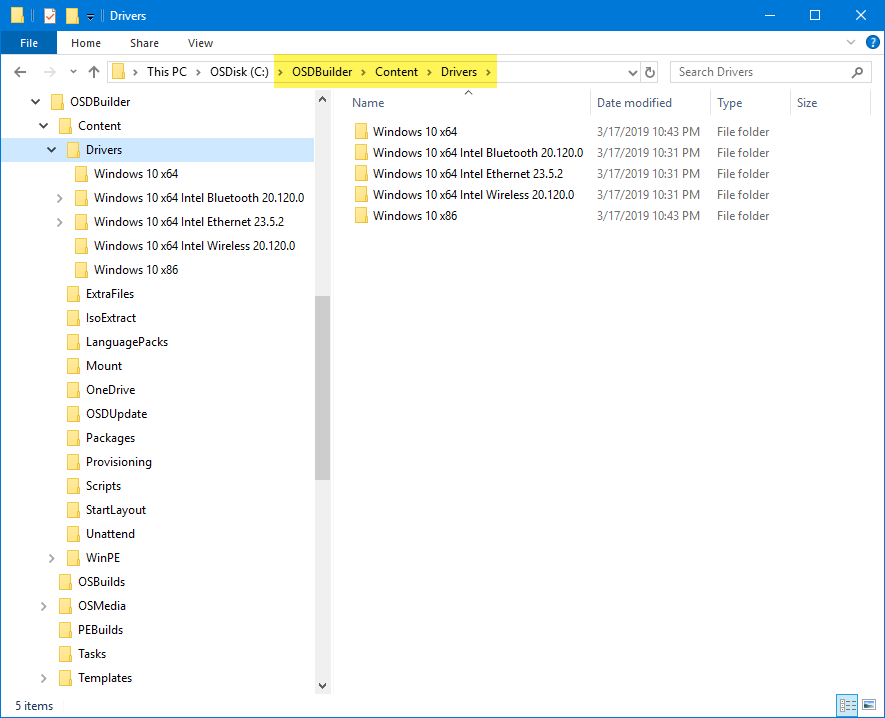 Drivers
File Home Share View
This PC OSDisk (C:) OSDBuilder Content Drivers Search Drivers
OSDBuilder
Content
Drivers
Windows 10 x64
Windows 10 x64 Intel Bluetooth 20.120.0
Windows 10 x64 Intel Ethernet 23.5.2
Windows 10 x64 Intel Wireless 20.120.0
Windows 10 x86
ExtraFiles
IsoExtract
LanguagePacks
Mount
OneDrive
OSDUpdate
Packages
Provisioning
Scripts
StartLayout
Unattend
WinPE
OSBuilds
OSMedia
PEBuilds
Tasks
Templates
Name Date modified Type Size
Windows 10 x64 3/17/2019 10:43 PM File folder
Windows 10 x64 Intel Bluetooth 20.120.0 3/17/2019 10:31 PM File folder
Windows 10 x64 Intel Ethernet 23.5.2 3/17/2019 10:31 PM File folder
Windows 10 x64 Intel Wireless 20.120.0 3/17/2019 10:31 PM File folder
Windows 10 x86 3/17/2019 10:43 PM File folder
5 items